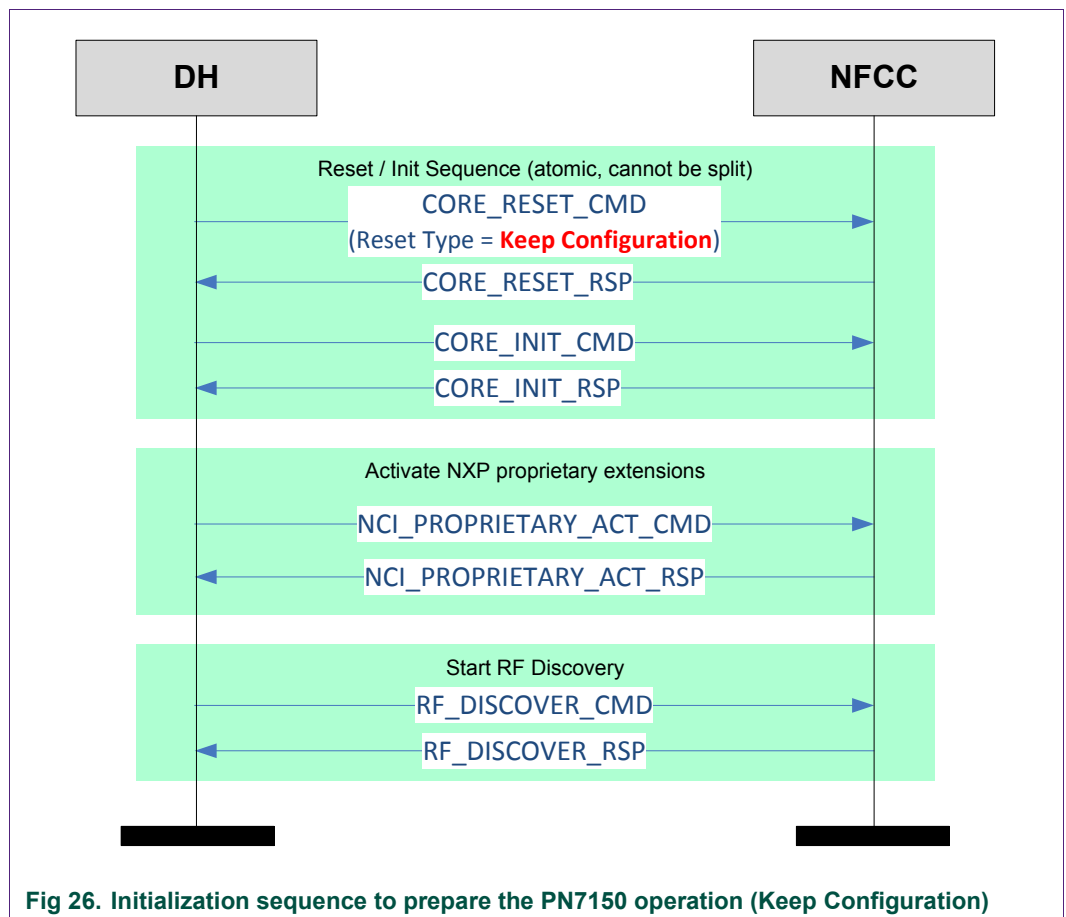 DH
NFCC
Reset / Init Sequence (atomic, cannot be split)
CORE_RESET_CMD
(Reset Type = Keep Configuration)
CORE_RESET_RSP
CORE_INIT_CMD
CORE_INIT_RSP
Activate NXP proprietary extensions
NCI_PROPRIETARY_ACT_CMD
NCI_PROPRIETARY_ACT_RSP
Start RF Discovery
RF_DISCOVER_CMD
RF_DISCOVER_RSP
Fig 26. Initialization sequence to prepare the PN7150 operation (Keep Configuration)